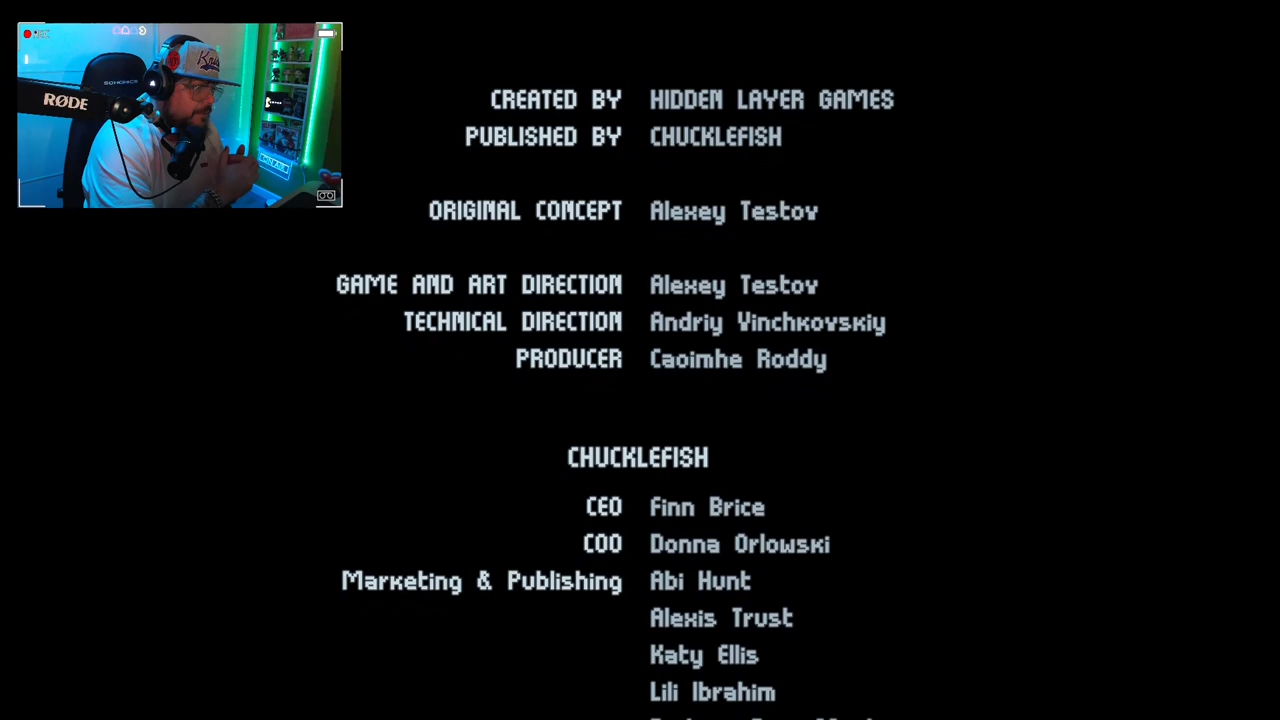 RØDE
CREATED BY HIDDEN LAYER GAMES
PUBLISHED BY CHUCKLEFISH
ORIGINAL CONCEPT Alexey Testov
GAME AND ART DIRECTION Alexey Testov
TECHNICAL DIRECTION Andriy Vinchkovskiy
PRODUCER Caoimhe Roddy
CHUCKLEFISH
CEO Finn Brice
COO Donna Orlowski
Marketing & Publishing Abi Hunt
Alexis Trust
Katy Ellis
Lili Ibrahim